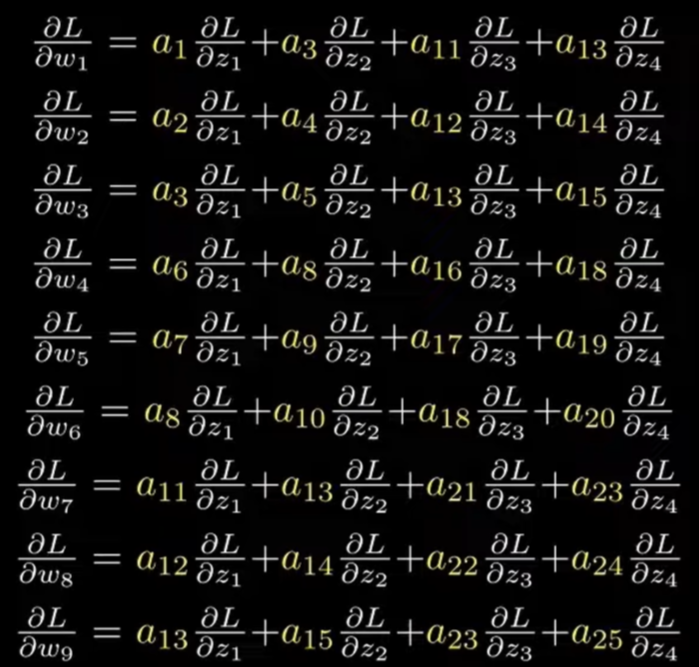 ∂L/∂w₁ = a₁ ∂L/∂z₁ + a₃ ∂L/∂z₂ + a₁₁ ∂L/∂z₃ + a₁₃ ∂L/∂z₄
∂L/∂w₂ = a₂ ∂L/∂z₁ + a₄ ∂L/∂z₂ + a₁₂ ∂L/∂z₃ + a₁₄ ∂L/∂z₄
∂L/∂w₃ = a₃ ∂L/∂z₁ + a₅ ∂L/∂z₂ + a₁₃ ∂L/∂z₃ + a₁₅ ∂L/∂z₄
∂L/∂w₄ = a₆ ∂L/∂z₁ + a₈ ∂L/∂z₂ + a₁₆ ∂L/∂z₃ + a₁₈ ∂L/∂z₄
∂L/∂w₅ = a₇ ∂L/∂z₁ + a₉ ∂L/∂z₂ + a₁₇ ∂L/∂z₃ + a₁₉ ∂L/∂z₄
∂L/∂w₆ = a₈ ∂L/∂z₁ + a₁₀ ∂L/∂z₂ + a₁₈ ∂L/∂z₃ + a₂₀ ∂L/∂z₄
∂L/∂w₇ = a₁₁ ∂L/∂z₁ + a₁₃ ∂L/∂z₂ + a₂₁ ∂L/∂z₃ + a₂₃ ∂L/∂z₄
∂L/∂w₈ = a₁₂ ∂L/∂z₁ + a₁₄ ∂L/∂z₂ + a₂₂ ∂L/∂z₃ + a₂₄ ∂L/∂z₄
∂L/∂w₉ = a₁₃ ∂L/∂z₁ + a₁₅ ∂L/∂z₂ + a₂₃ ∂L/∂z₃ + a₂₅ ∂L/∂z₄